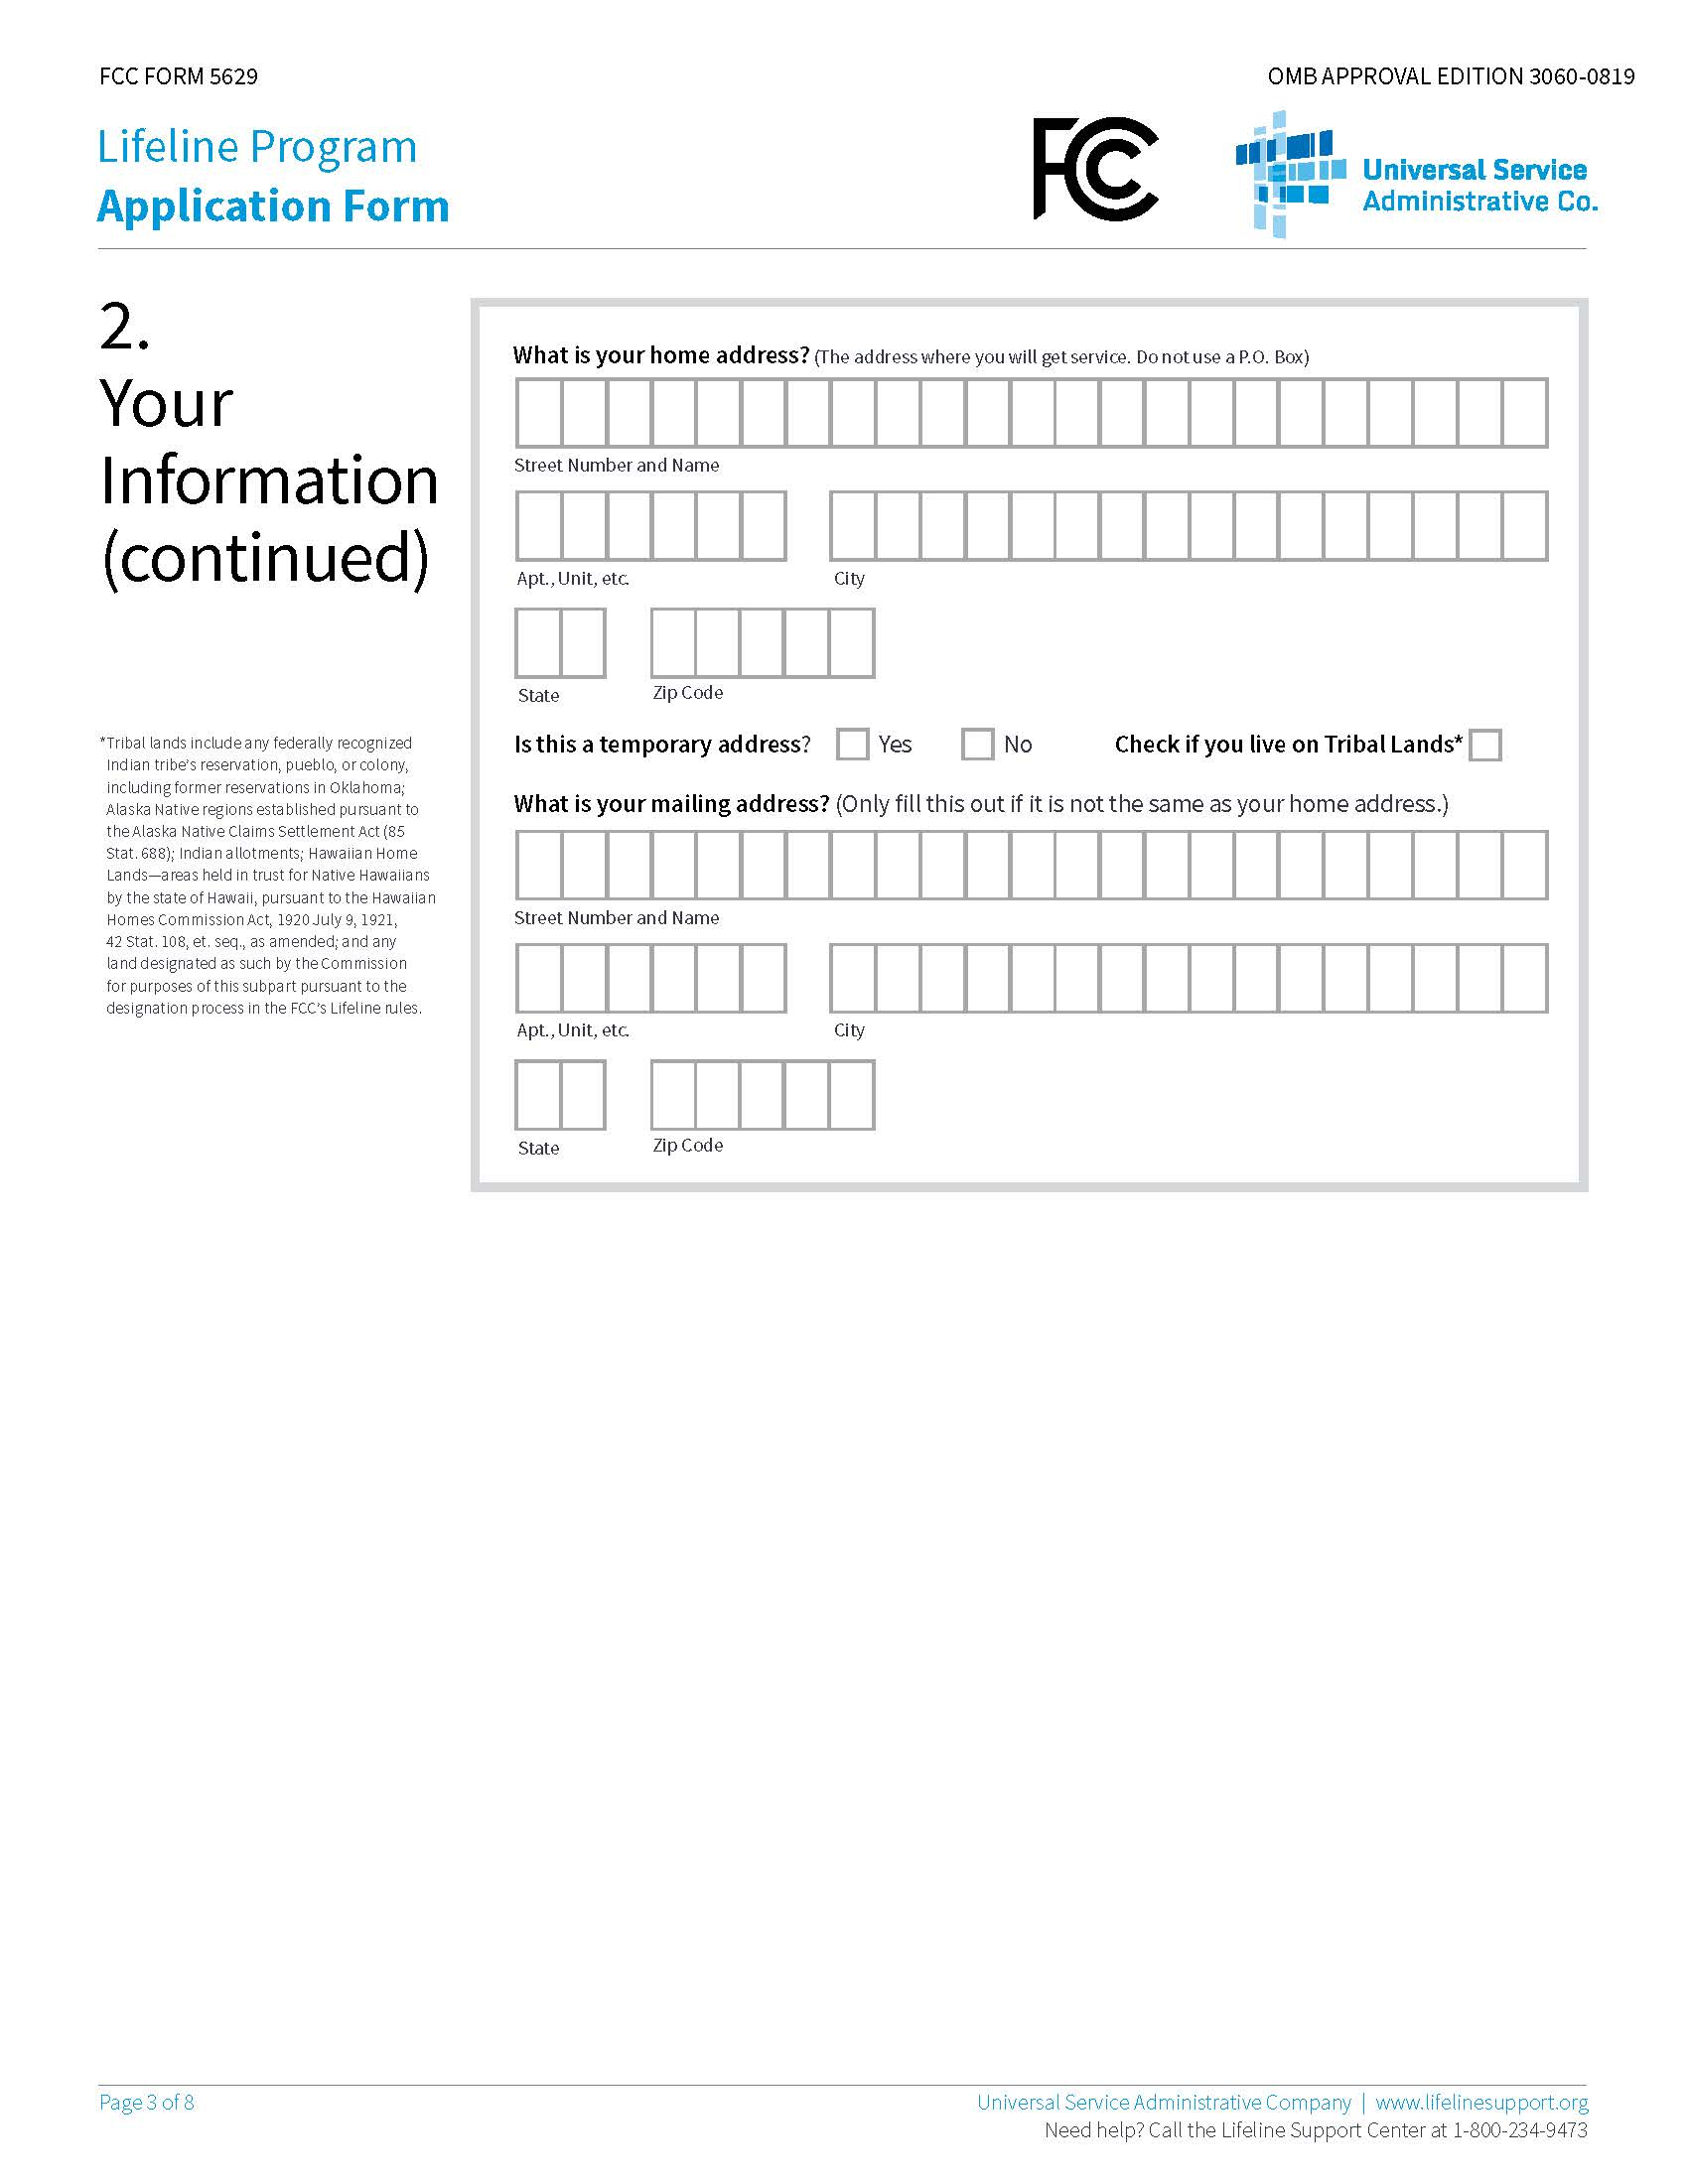 FCC FORM 5629
OMB APPROVAL EDITION 3060-0819
Lifeline Program
Application Form
FCC
Universal Service
Administrative Co.
2.
Your
Information
(continued)
*Tribal lands include any federally recognized
Indian tribe's reservation, pueblo, or colony,
including former reservations in Oklahoma;
Alaska Native regions established pursuant to
the Alaska Native Claims Settlement Act (85
Stat. 688); Indian allotments; Hawaiian Home
Lands—areas held in trust for Native Hawaiians
by the state of Hawaii, pursuant to the Hawaiian
Homes Commission Act, 1920 July 9, 1921,
42 Stat. 108, et. seq., as amended; and any
land designated as such by the Commission
for purposes of this subpart pursuant to the
designation process in the FCC's Lifeline rules.
What is your home address? (The address where you will get service. Do not use a P.O. Box)
Street Number and Name
Apt., Unit, etc.
City
State
Zip Code
Is this a temporary address? Yes No Check if you live on Tribal Lands*
What is your mailing address? (Only fill this out if it is not the same as your home address.)
Street Number and Name
Apt., Unit, etc.
City
State
Zip Code
Page 3 of 8
Universal Service Administrative Company | www.lifelinesupport.org
Need help? Call the Lifeline Support Center at 1-800-234-9473